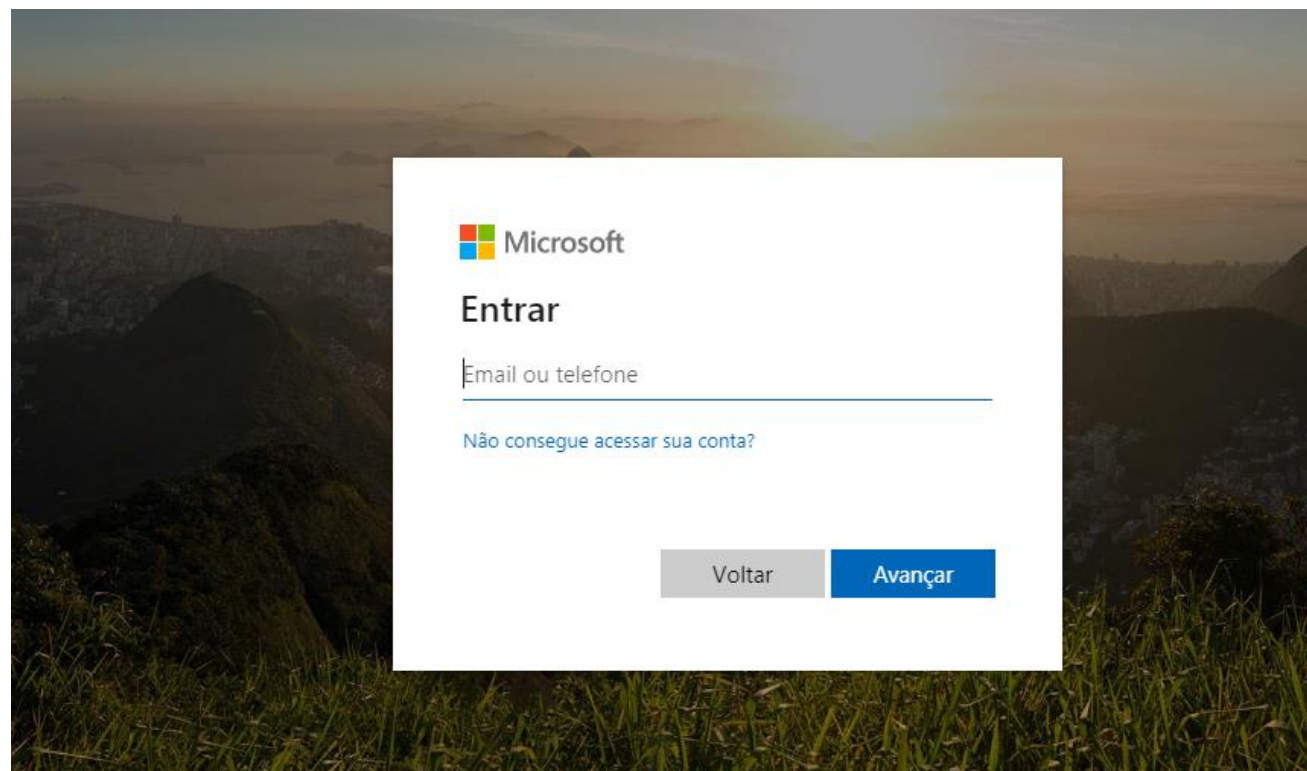 Microsoft
Entrar
Email ou telefone
Não consegue acessar sua conta?
Voltar Avançar